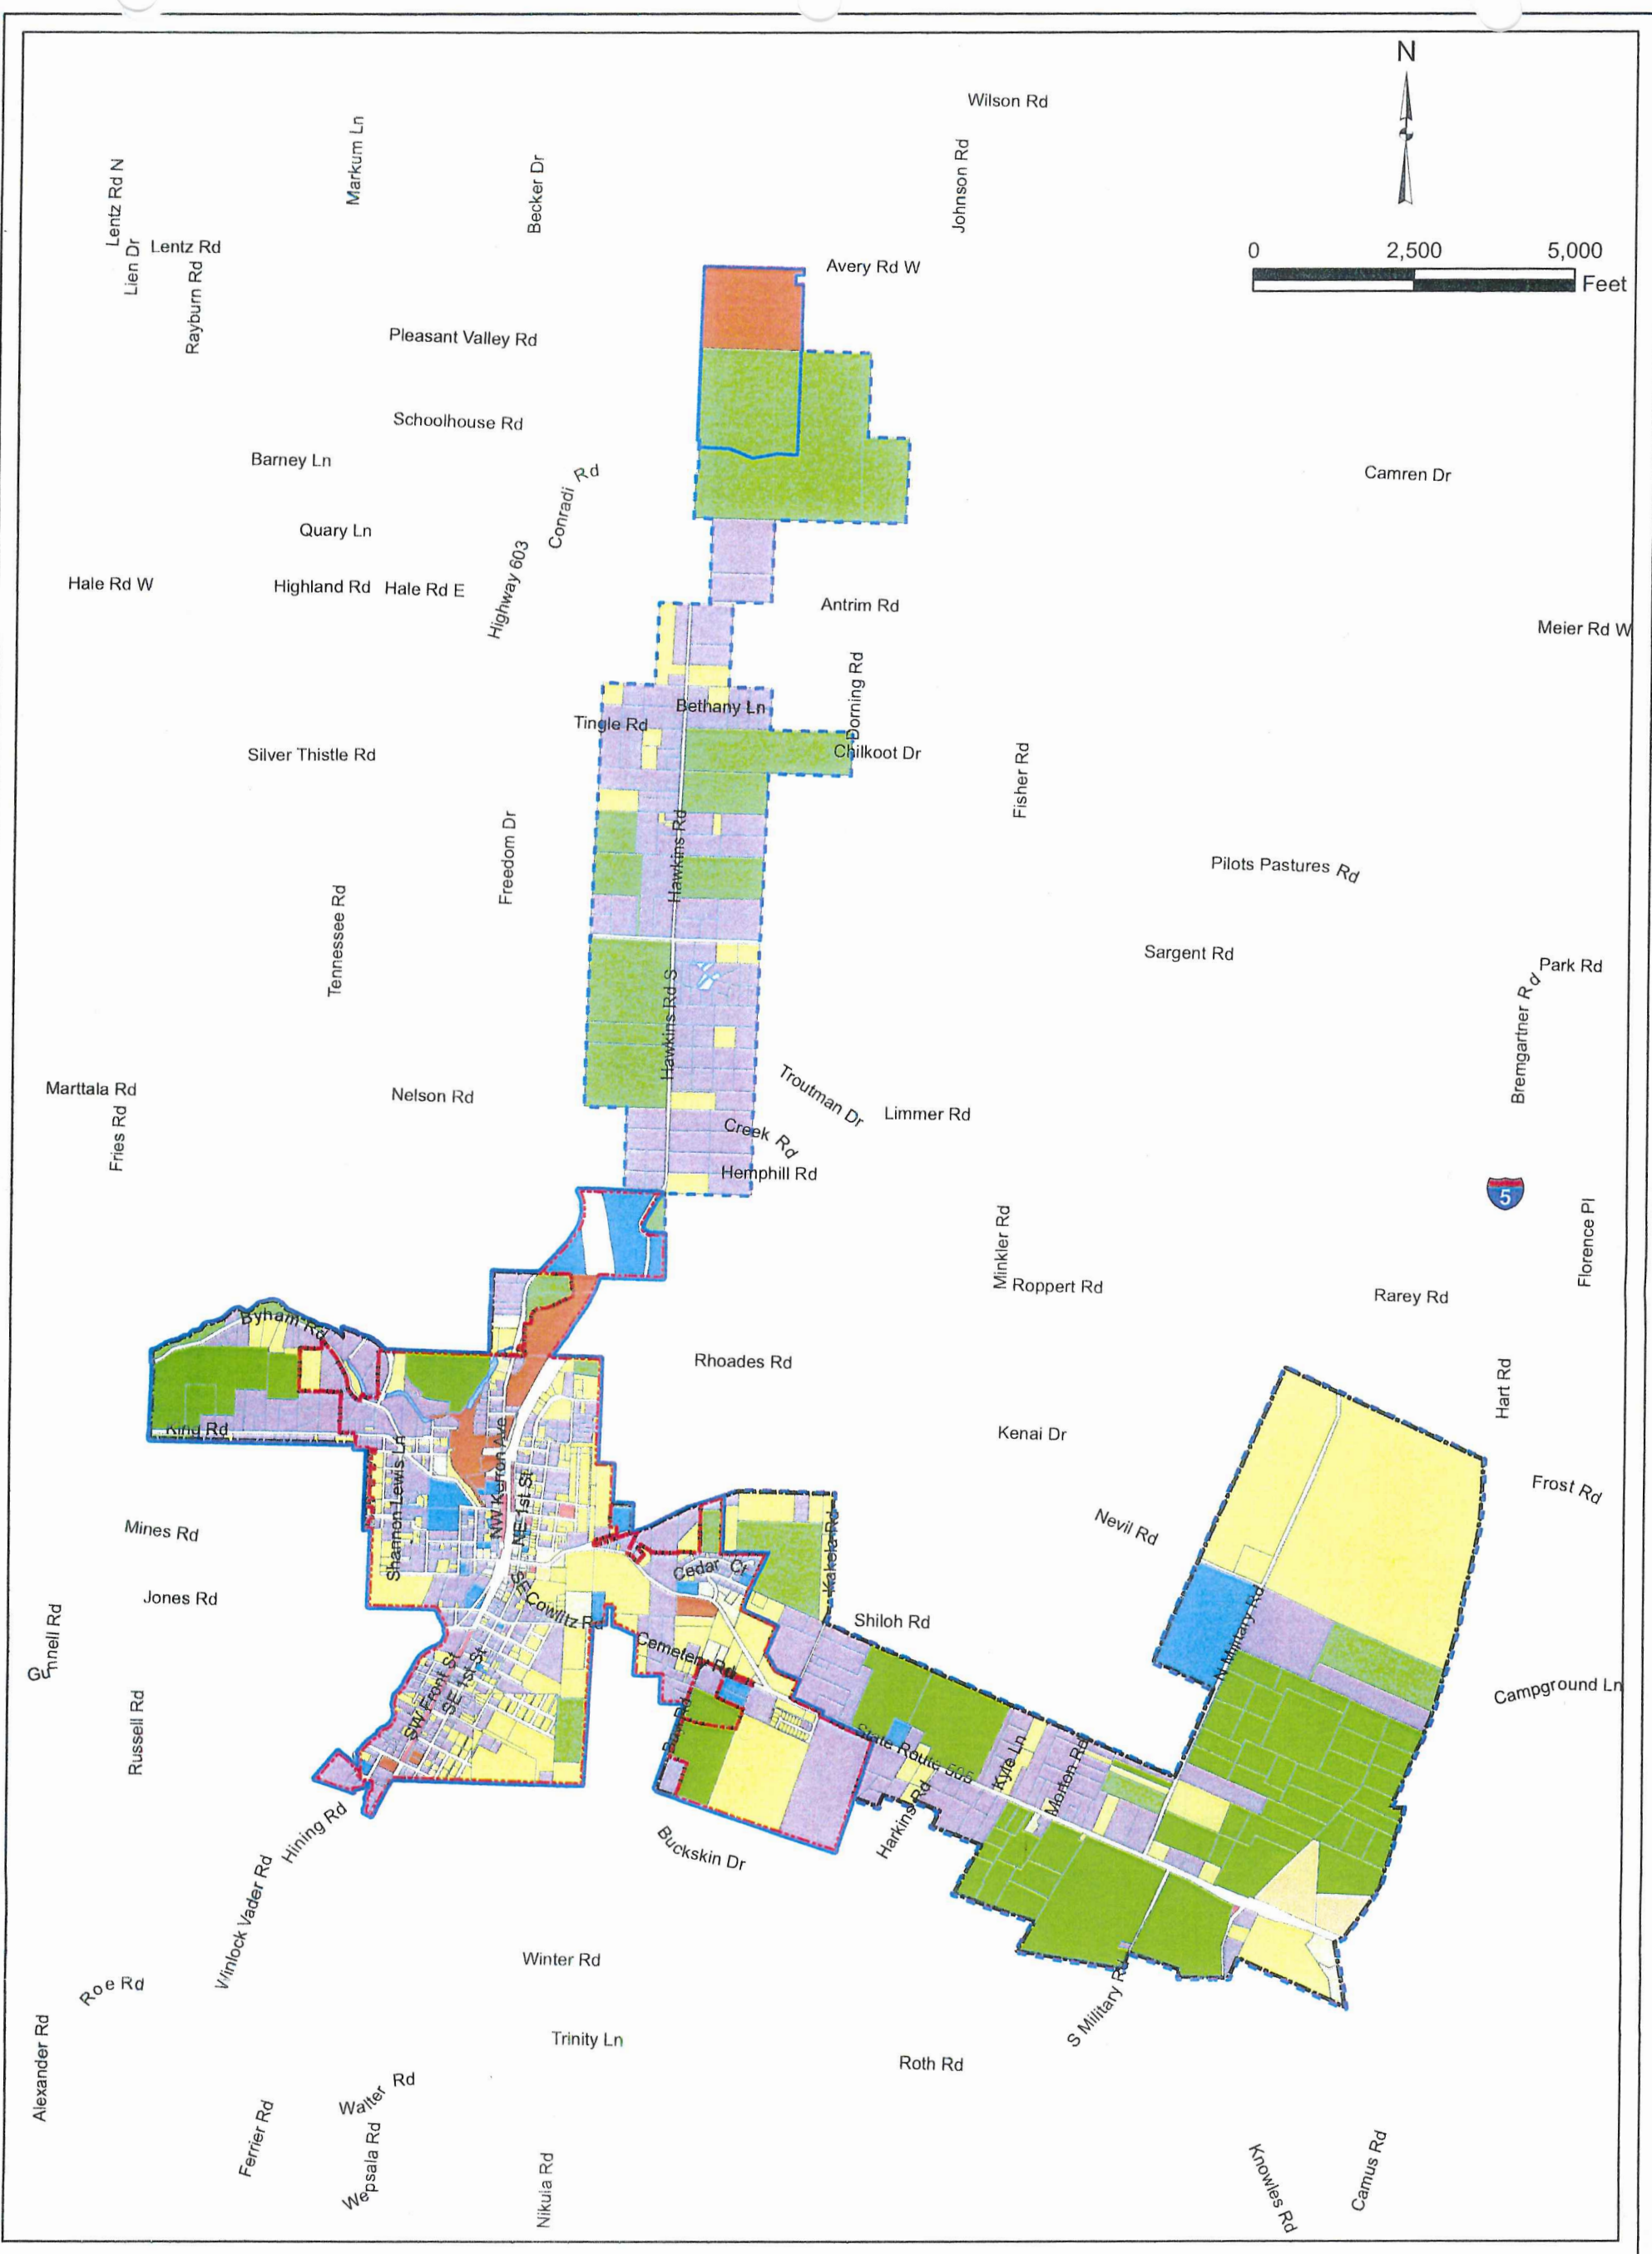 N
Wilson Rd
Markum Ln
Becker Dr
Johnson Rd
Lentz Rd N
Lien Dr
Lentz Rd
Rayburn Rd
0 2,500 5,000
Feet
Avery Rd W
Pleasant Valley Rd
Schoolhouse Rd
Barney Ln
Conradi Rd
Camren Dr
Quary Ln
Highway 603
Hale Rd W
Highland Rd
Hale Rd E
Antrim Rd
Meier Rd W
Dorning Rd
Bethany Ln
Tingle Rd
Silver Thistle Rd
Chilkoot Dr
Fisher Rd
Freedom Dr
Hawkins Rd
Pilots Pastures Rd
Tennessee Rd
Sargent Rd
Park Rd
Bremgartner Rd
Hawkins Rd S
Marttala Rd
Fries Rd
Nelson Rd
Troutman Dr
Limmer Rd
Creek Rd
Hemphill Rd
5
Florence Pl
Minkler Rd
Roppert Rd
Rarey Rd
Byham Rd
Rhoades Rd
Hart Rd
King Rd
Kenai Dr
Shannon Lewis Ln
NW Kerron Ave
NE 1st St
Frost Rd
Mines Rd
Nevil Rd
Kakela Rd
Cedar Ct
Jones Rd
SE
Cowlitz Rd
Shiloh Rd
N Military Rd
Gunnell Rd
Cemetery Rd
SW Front St
SE 1st St
Campground Ln
Russell Rd
State Route 505
Kyle Ln
Morton Rd
Harkins Rd
Hining Rd
Buckskin Dr
Winlock Vader Rd
Winter Rd
Roe Rd
S Military Rd
Alexander Rd
Trinity Ln
Roth Rd
Walter Rd
Ferrier Rd
Wepsala Rd
Nikula Rd
Knowles Rd
Camus Rd